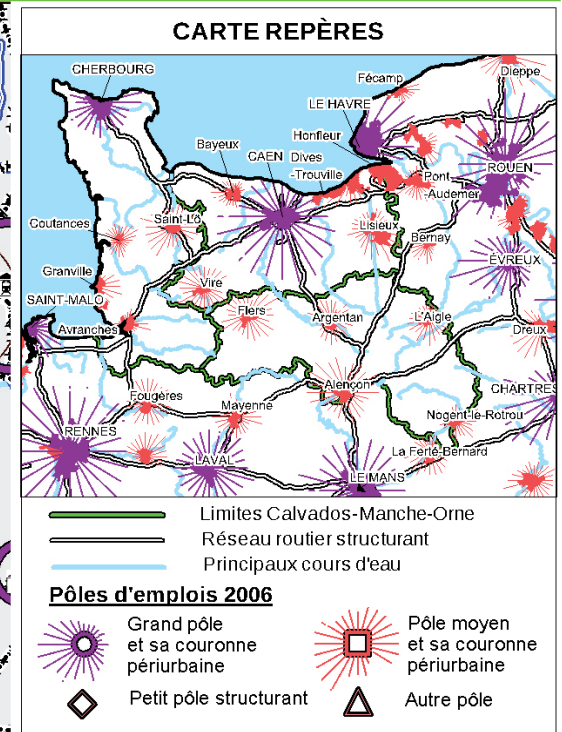 CARTE REPÈRES
CHERBOURG
Dieppe
Fécamp
LE HAVRE
Honfleur
Bayeux
CAEN
Dives
-Trouville
ROUEN
Pont
-Audemer
Coutances
Saint-Lô
Lisieux
Bernay
Granville
ÉVREUX
Vire
SAINT-MALO
Flers
Argentan
L'Aigle
Avranches
Dreux
Alençon
CHARTRES
Fougères
Mayenne
Nogent-le-Rotrou
RENNES
La Ferté-Bernard
LAVAL
LE MANS
Limites Calvados-Manche-Orne
Réseau routier structurant
Principaux cours d'eau
Pôles d'emplois 2006
Grand pôle
et sa couronne
périurbaine
Pôle moyen
et sa couronne
périurbaine
Petit pôle structurant
Autre pôle